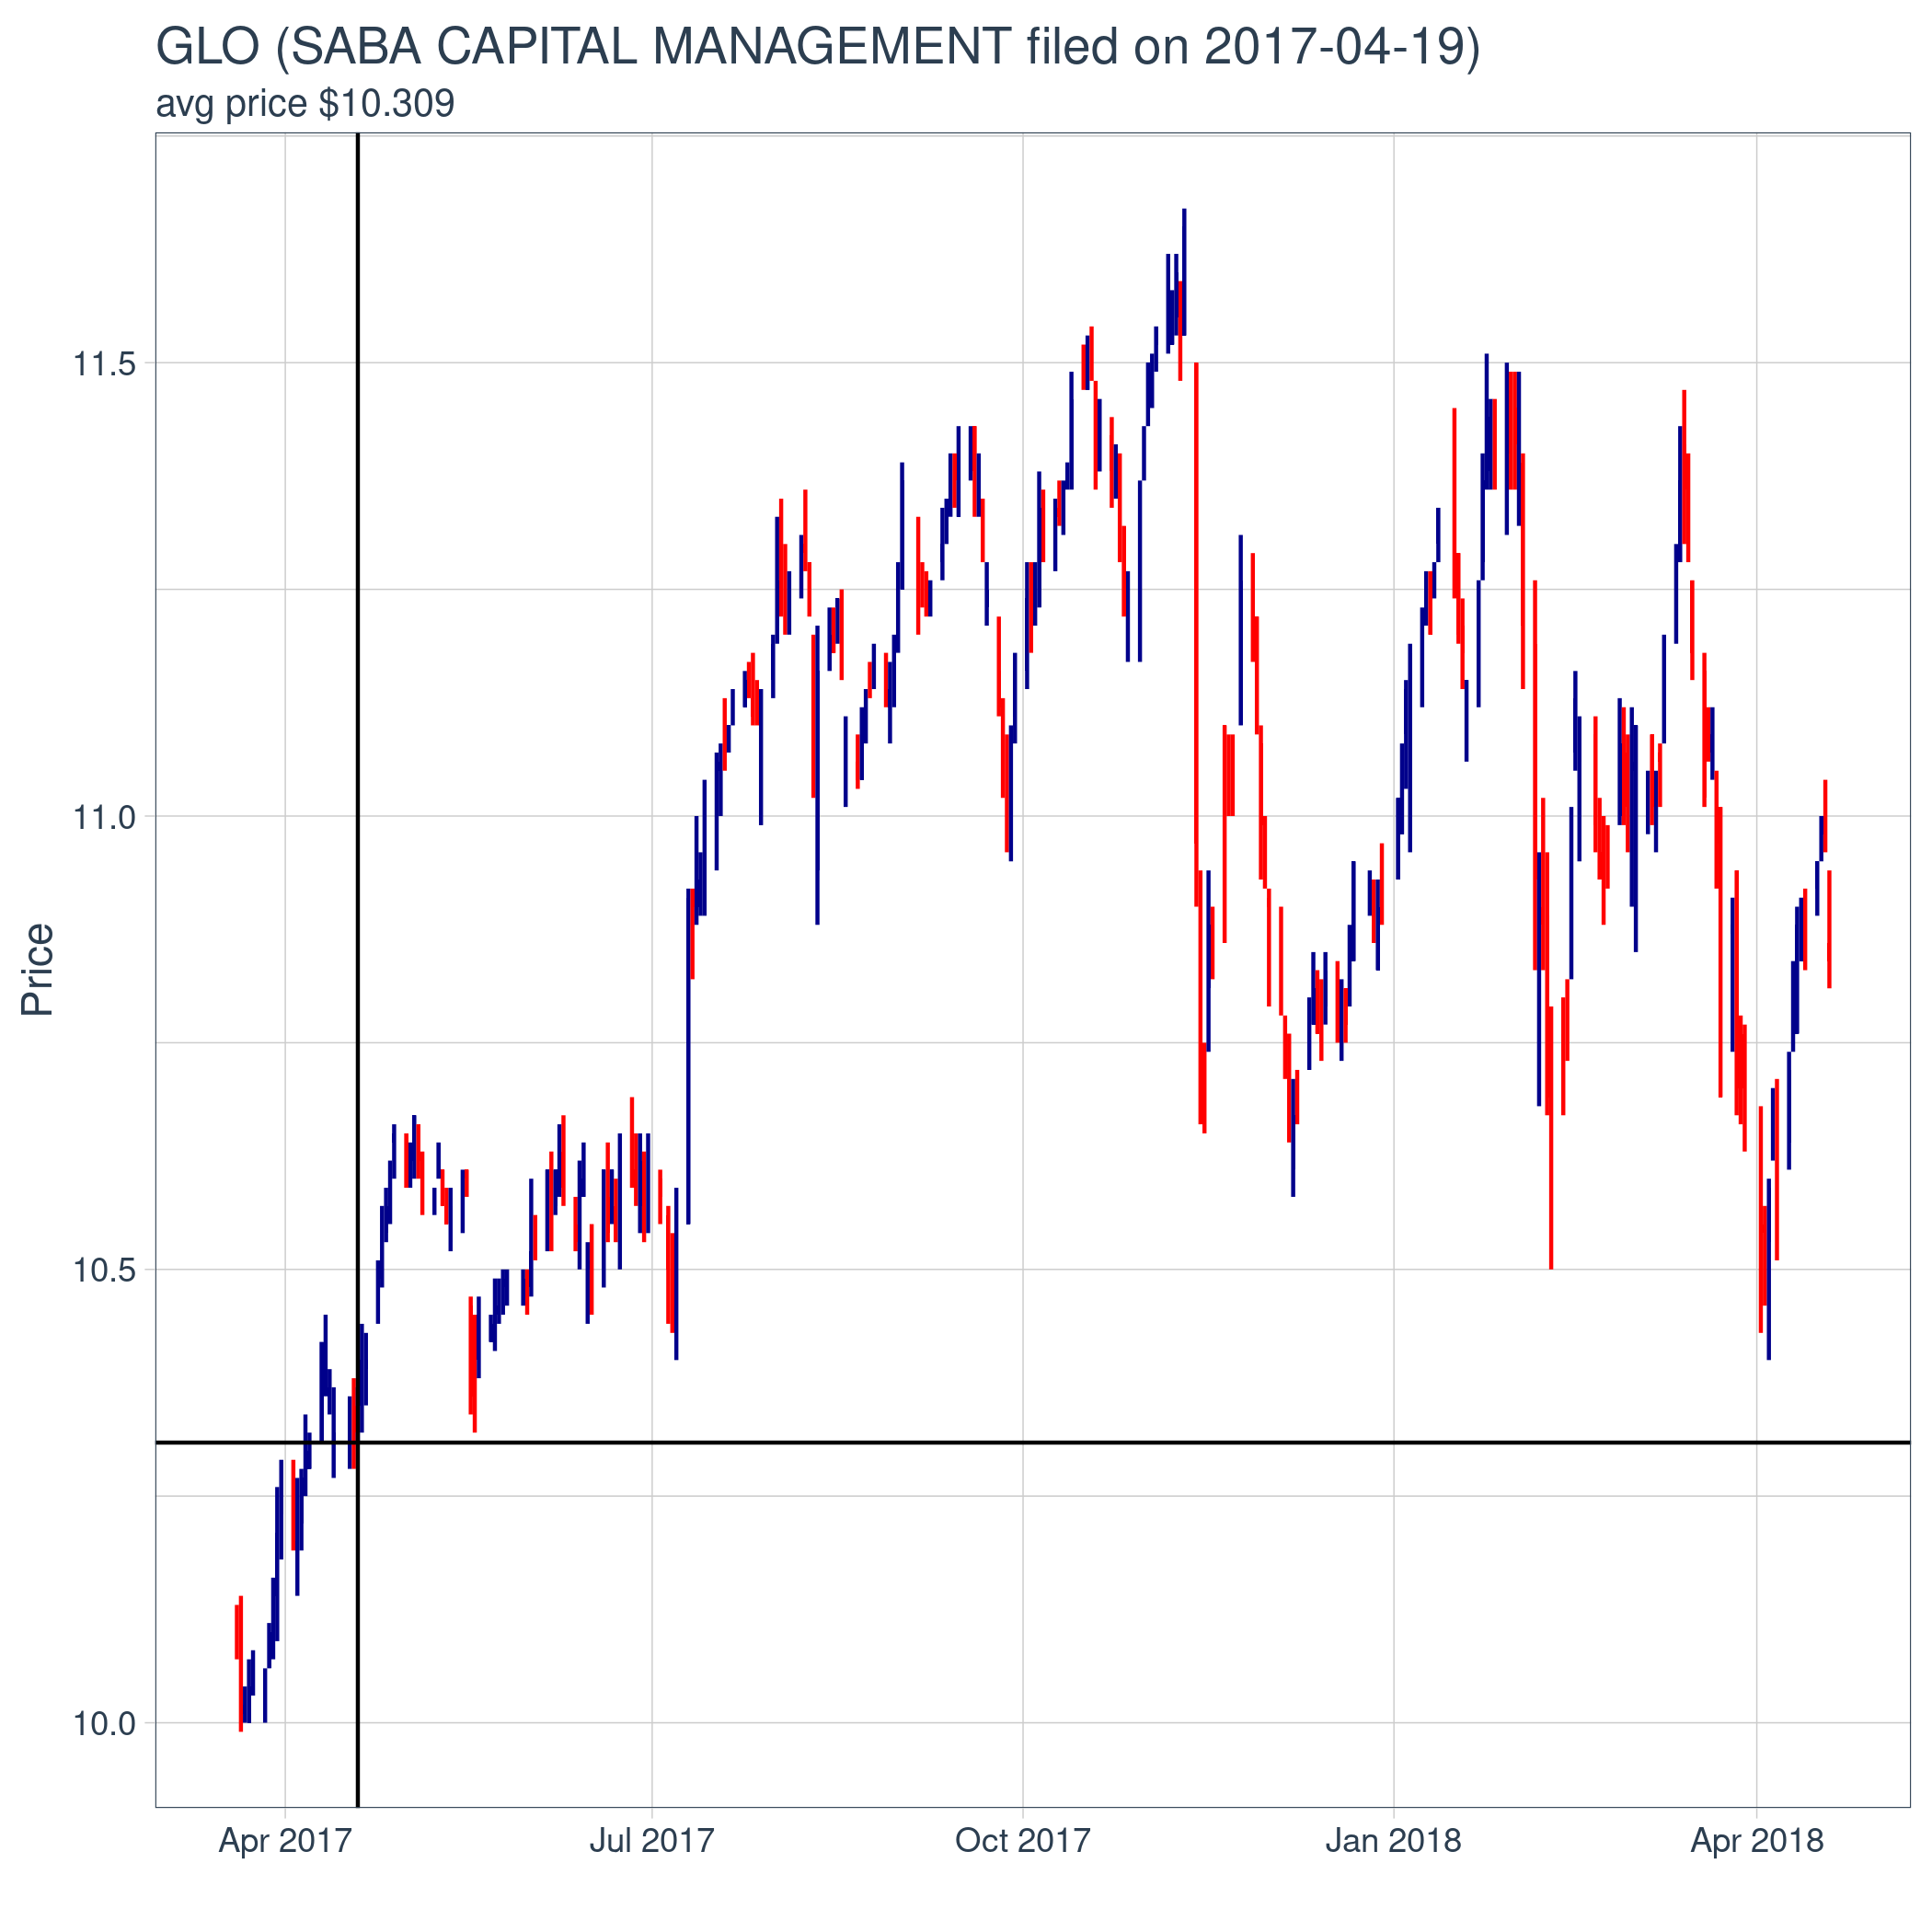 GLO (SABA CAPITAL MANAGEMENT filed on 2017-04-19)
avg price $10.309
Price
11.5
11.0
10.5
10.0
Apr 2017
Jul 2017
Oct 2017
Jan 2018
Apr 2018